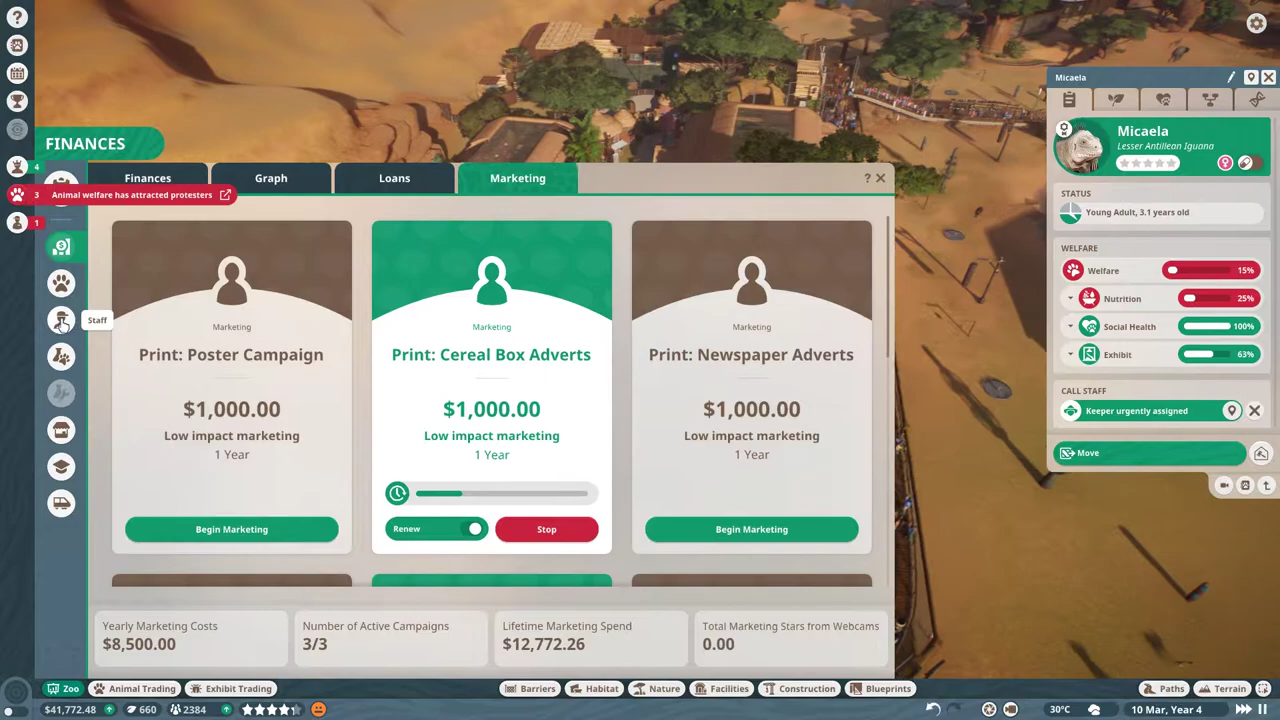 FINANCES
Finances
Graph
Loans
Marketing
?
4
3 Animal welfare has attracted protesters
1
Staff
Marketing
Print: Poster Campaign
$1,000.00
Low impact marketing
1 Year
Begin Marketing
Marketing
Print: Cereal Box Adverts
$1,000.00
Low impact marketing
1 Year
Renew
Stop
Marketing
Print: Newspaper Adverts
$1,000.00
Low impact marketing
1 Year
Begin Marketing
Yearly Marketing Costs
$8,500.00
Number of Active Campaigns
3/3
Lifetime Marketing Spend
$12,772.26
Total Marketing Stars from Webcams
0.00
Micaela
Micaela
Lesser Antillean Iguana
STATUS
Young Adult, 3.1 years old
WELFARE
Welfare 15%
Nutrition 25%
Social Health 100%
Exhibit 63%
CALL STAFF
Keeper urgently assigned
Move
Zoo
Animal Trading
Exhibit Trading
Barriers
Habitat
Nature
Facilities
Construction
Blueprints
Paths
Terrain
$41,772.48
660
2384
30°C
10 Mar, Year 4